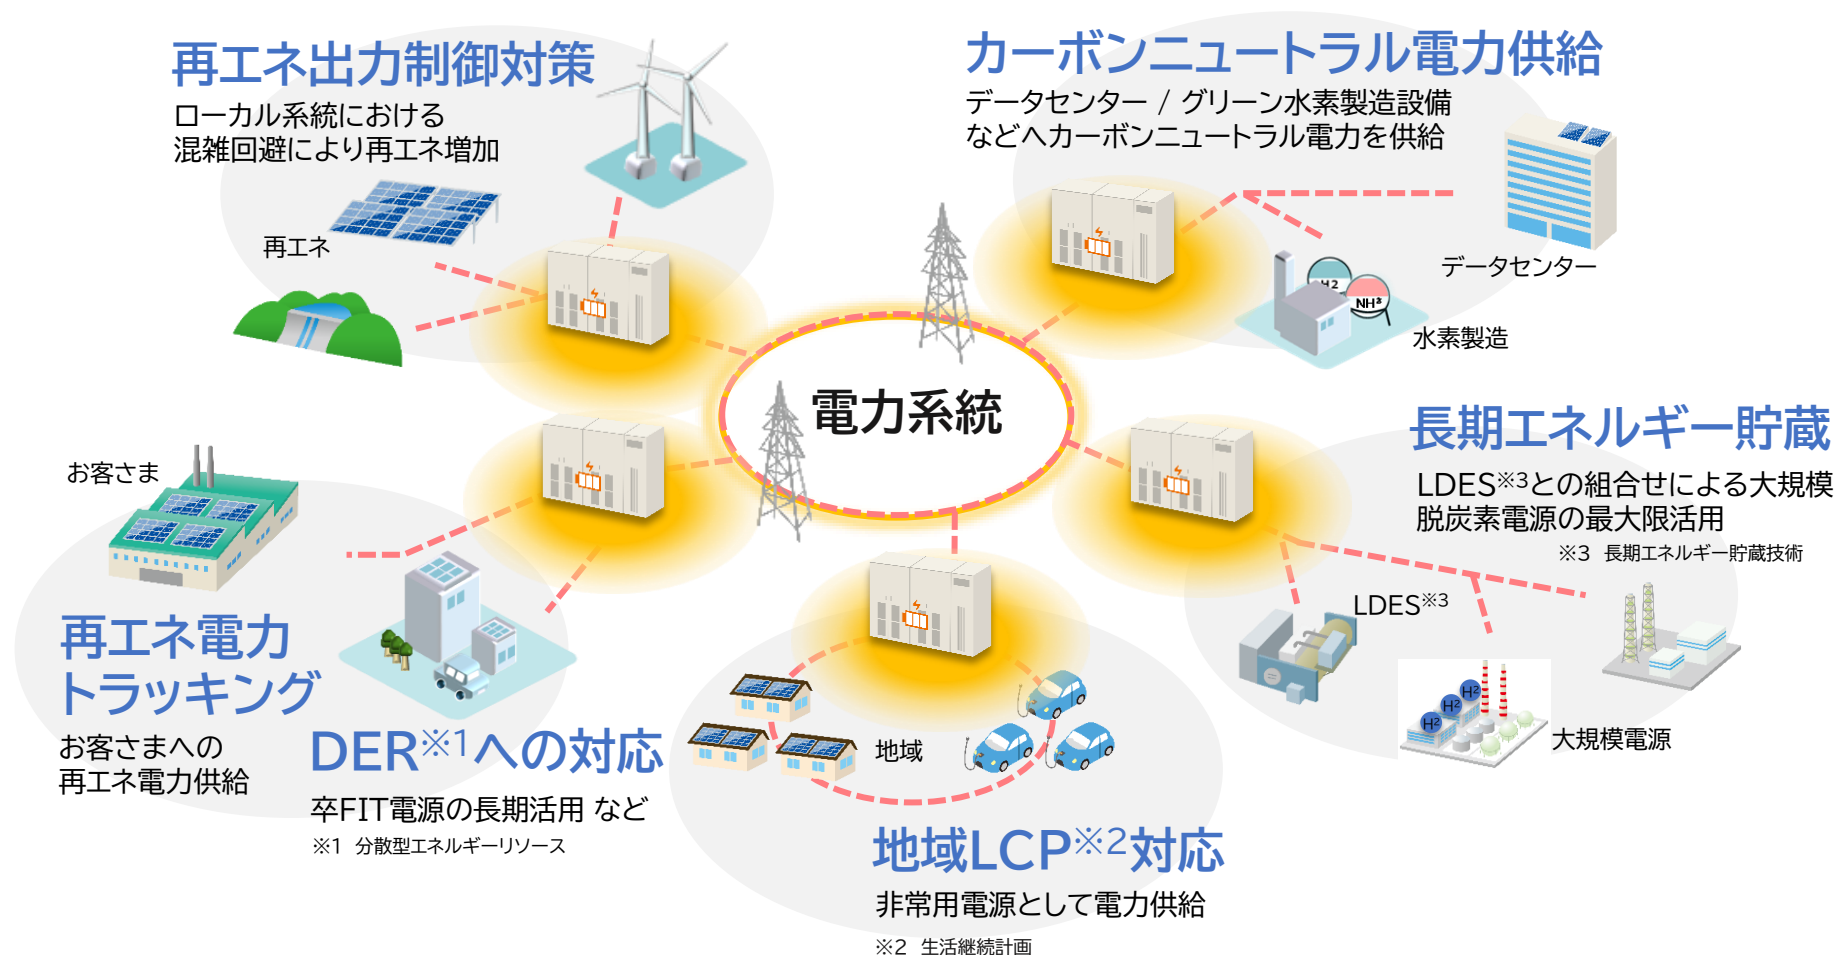 再エネ出力制御対策
ローカル系統における
混雑回避により再エネ増加
再エネ
カーボンニュートラル電力供給
データセンター / グリーン水素製造設備
などへカーボンニュートラル電力を供給
データセンター
H2
NH³
水素製造
電力系統
お客さま
再エネ電力
トラッキング
お客さまへの
再エネ電力供給
DER※1への対応
卒FIT電源の長期活用 など
※1 分散型エネルギーリソース
地域
地域LCP※2対応
非常用電源として電力供給
※2 生活継続計画
長期エネルギー貯蔵
LDES※3との組合せによる大規模
脱炭素電源の最大限活用
※3 長期エネルギー貯蔵技術
LDES※3
H²
H²
H²
大規模電源